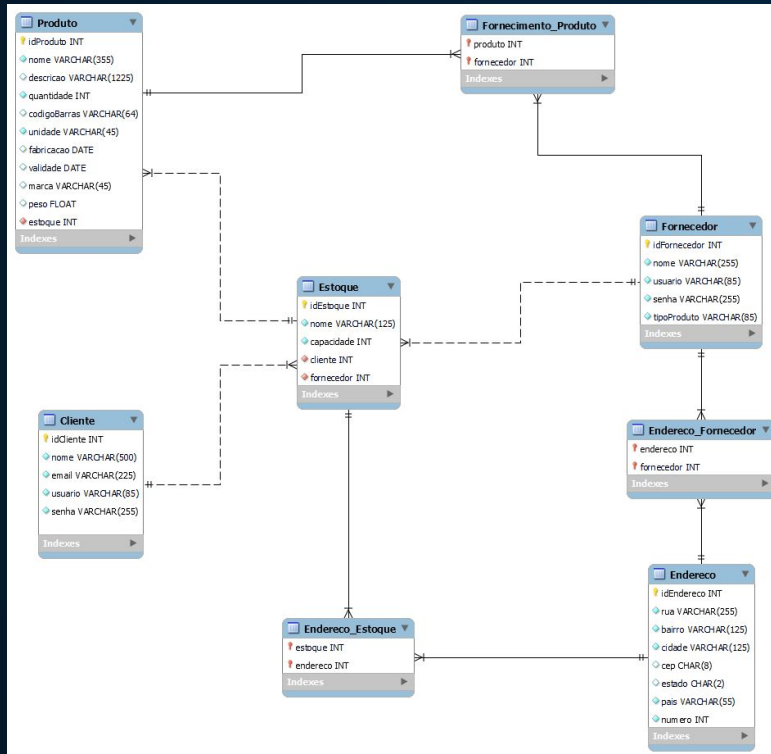 Produto
idProduto INT
nome VARCHAR(355)
descricao VARCHAR(1225)
quantidade INT
codigoBarras VARCHAR(64)
unidade VARCHAR(45)
fabricacao DATE
validade DATE
marca VARCHAR(45)
peso FLOAT
estoque INT
Indexes
Fornecimento_Produto
produto INT
fornecedor INT
Indexes
Fornecedor
idFornecedor INT
nome VARCHAR(255)
usuario VARCHAR(85)
senha VARCHAR(255)
tipoProduto VARCHAR(85)
Indexes
Estoque
idEstoque INT
nome VARCHAR(125)
capacidade INT
cliente INT
fornecedor INT
Indexes
Cliente
idCliente INT
nome VARCHAR(500)
email VARCHAR(225)
usuario VARCHAR(85)
senha VARCHAR(255)
Indexes
Endereco_Fornecedor
endereco INT
fornecedor INT
Indexes
Endereco_Estoque
estoque INT
endereco INT
Indexes
Endereco
idEndereco INT
rua VARCHAR(255)
bairro VARCHAR(125)
cidade VARCHAR(125)
cep CHAR(8)
estado CHAR(2)
pais VARCHAR(55)
numero INT
Indexes